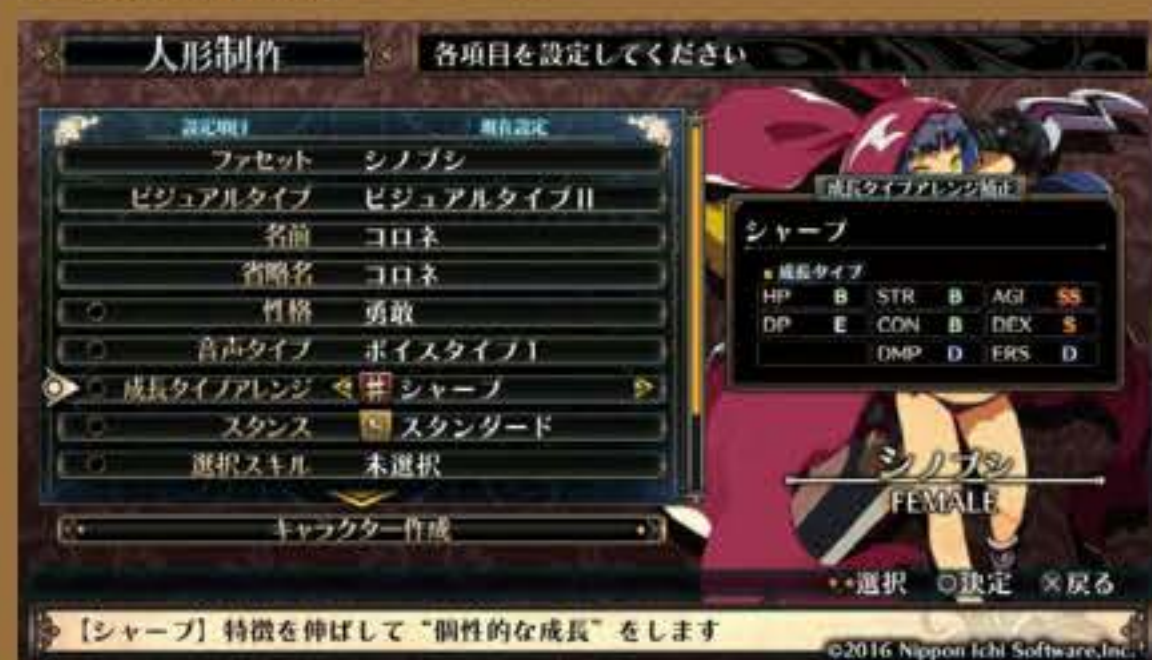 人形制作
各項目を設定してください
設定項目 現在設定
ファセット シノブシ
ビジュアルタイプ ビジュアルタイプII
名前 コロネ
省略名 コロネ
性格 勇敢
音声タイプ ボイスタイプ1
成長タイプアレンジ シャープ
スタンス スタンダード
選択スキル 未選択
キャラクター作成
成長タイプアレンジ補正
シャープ
成長タイプ
HP B STR B AGI SS
DP E CON B DEX S
DMP D ERS D
シノブシ
FEMALE
選択 決定 戻る
【シャープ】特徴を伸ばして“個性的な成長”をします
©2016 Nippon Ichi Software,Inc.